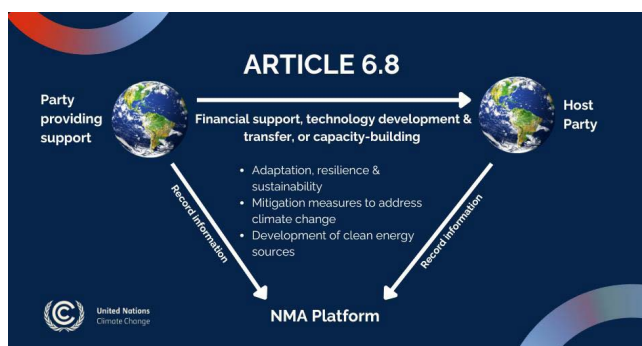 ARTICLE 6.8
Party
providing
support
Financial support, technology development &
transfer, or capacity-building
Host
Party
• Adaptation, resilience &
sustainability
• Mitigation measures to address
climate change
• Development of clean energy
sources
Record information
Record information
NMA Platform
United Nations
Climate Change